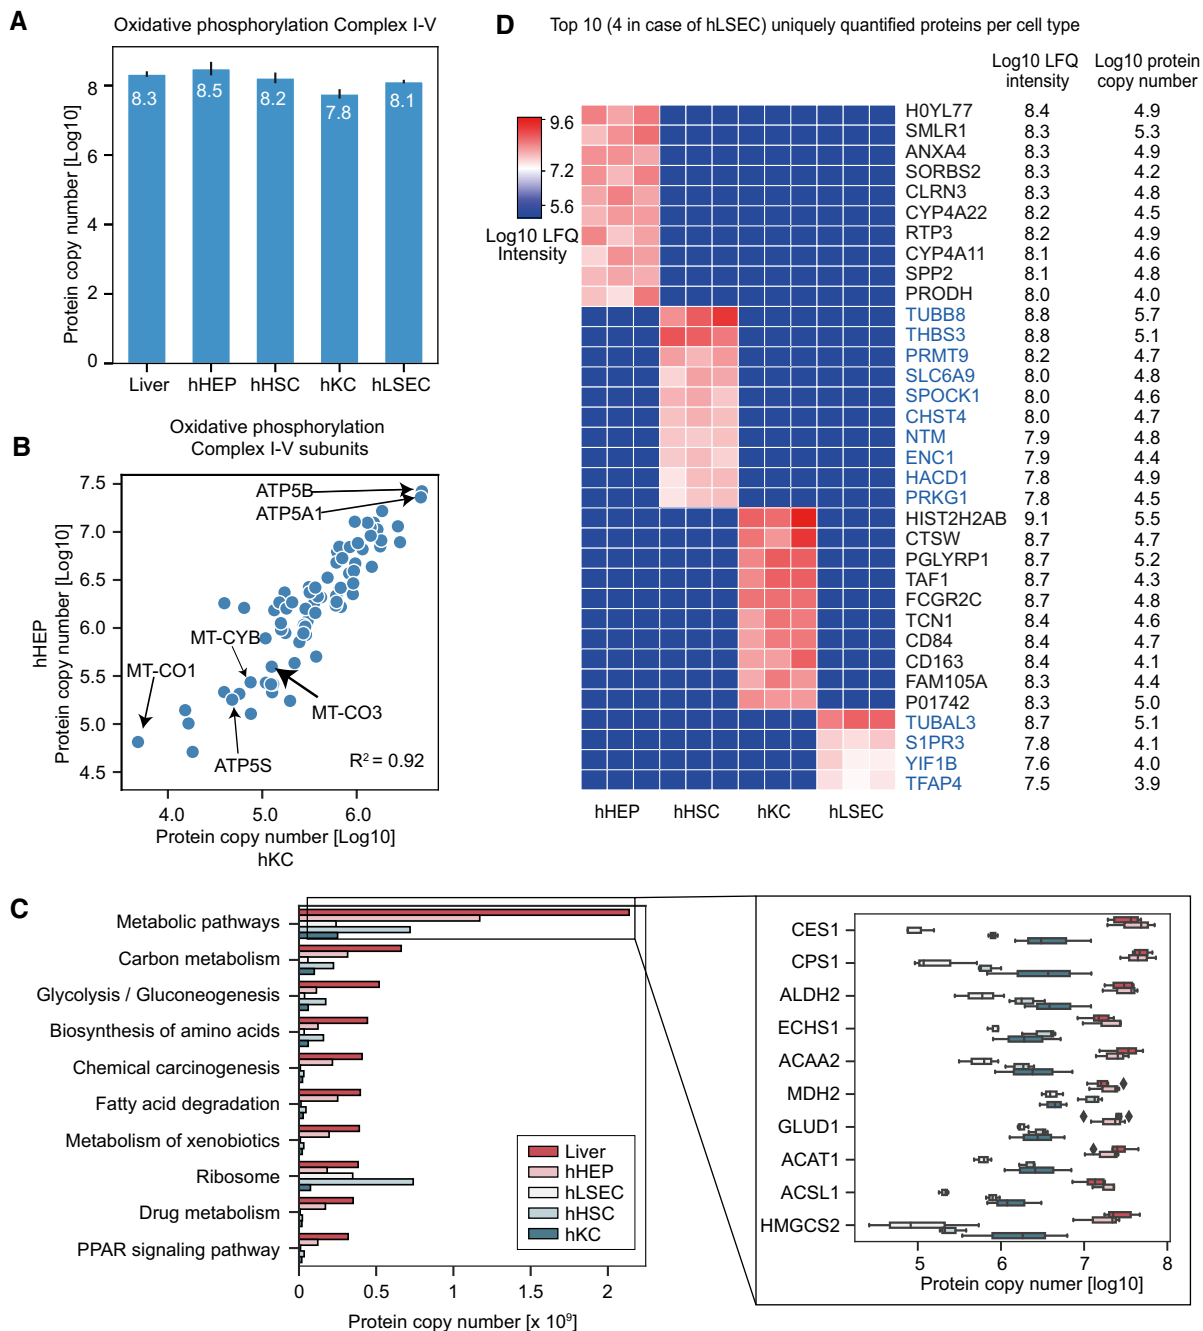 A
Oxidative phosphorylation Complex I-V
Protein copy number [Log10]
8
6
4
2
0
8.3
8.5
8.2
7.8
8.1
Liver hHEP hHSC hKC hLSEC
B
Oxidative phosphorylation
Complex I-V subunits
hHEP
Protein copy number [Log10]
7.5
7.0
6.5
6.0
5.5
5.0
4.5
ATP5B
ATP5A1
MT-CYB
MT-CO1
MT-CO3
ATP5S
R² = 0.92
4.0 5.0 6.0
Protein copy number [Log10]
hKC
D
Top 10 (4 in case of hLSEC) uniquely quantified proteins per cell type
Log10 LFQ intensity
Log10 protein copy number
9.6
7.2
5.6
Log10 LFQ
Intensity
H0YL77 8.4 4.9
SMLR1 8.3 5.3
ANXA4 8.3 4.9
SORBS2 8.3 4.2
CLRN3 8.3 4.8
CYP4A22 8.2 4.5
RTP3 8.2 4.9
CYP4A11 8.1 4.6
SPP2 8.1 4.8
PRODH 8.0 4.0
TUBB8 8.8 5.7
THBS3 8.8 5.1
PRMT9 8.2 4.7
SLC6A9 8.0 4.8
SPOCK1 8.0 4.6
CHST4 8.0 4.7
NTM 7.9 4.8
ENC1 7.9 4.4
HACD1 7.8 4.9
PRKG1 7.8 4.5
HIST2H2AB 9.1 5.5
CTSW 8.7 4.7
PGLYRP1 8.7 5.2
TAF1 8.7 4.3
FCGR2C 8.7 4.8
TCN1 8.4 4.6
CD84 8.4 4.7
CD163 8.4 4.1
FAM105A 8.3 4.4
P01742 8.3 5.0
TUBAL3 8.7 5.1
S1PR3 7.8 4.1
YIF1B 7.6 4.0
TFAP4 7.5 3.9
hHEP hHSC hKC hLSEC
C
Metabolic pathways
Carbon metabolism
Glycolysis / Gluconeogenesis
Biosynthesis of amino acids
Chemical carcinogenesis
Fatty acid degradation
Metabolism of xenobiotics
Ribosome
Drug metabolism
PPAR signaling pathway
Liver
hHEP
hLSEC
hHSC
hKC
0 0.5 1 1.5 2
Protein copy number [x 10⁹]
CES1
CPS1
ALDH2
ECHS1
ACAA2
MDH2
GLUD1
ACAT1
ACSL1
HMGCS2
5 6 7 8
Protein copy numer [log10]